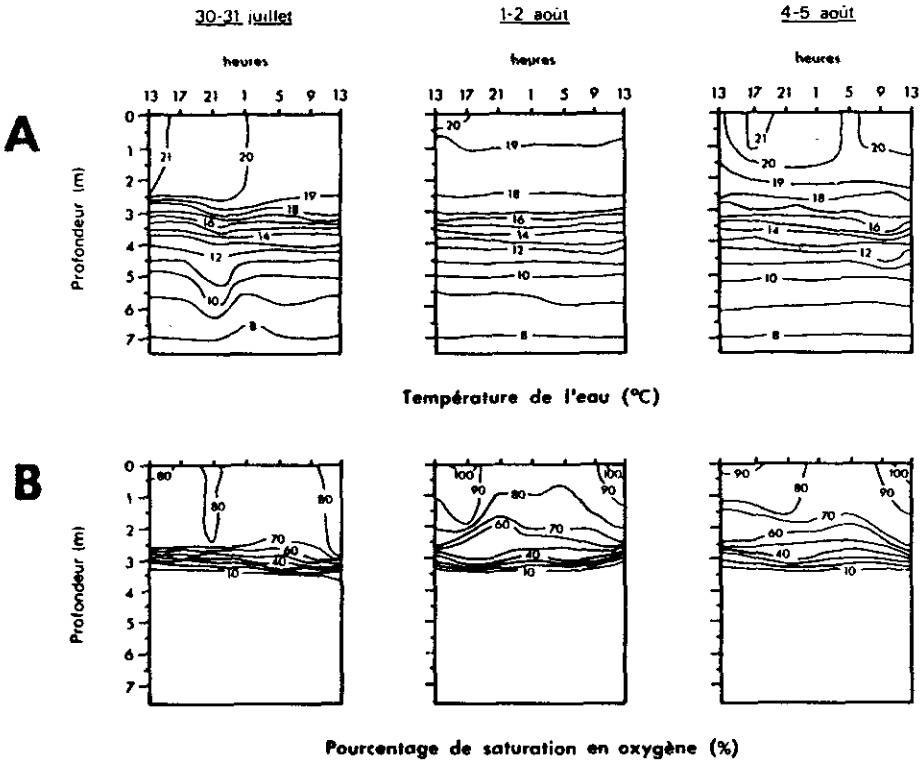 30-31 juillet 1-2 août 4-5 août
heures heures heures
13 17 21 1 5 9 13 13 17 21 1 5 9 13 13 17 21 1 5 9 13
A
Profondeur (m)
0
1
2
3
4
5
6
7
21 20 19 18 16 14 12 10 8
20 19 18 16 14 12 10 8
21 20 20 19 18 16 14 12 10 8
Température de l'eau (°C)
B
Profondeur (m)
0
1
2
3
4
5
6
7
80 80 80 70 60 40 10
100 90 80 100 90 70 60 40 10
90 80 100 90 70 60 40 10
Pourcentage de saturation en oxygène (%)